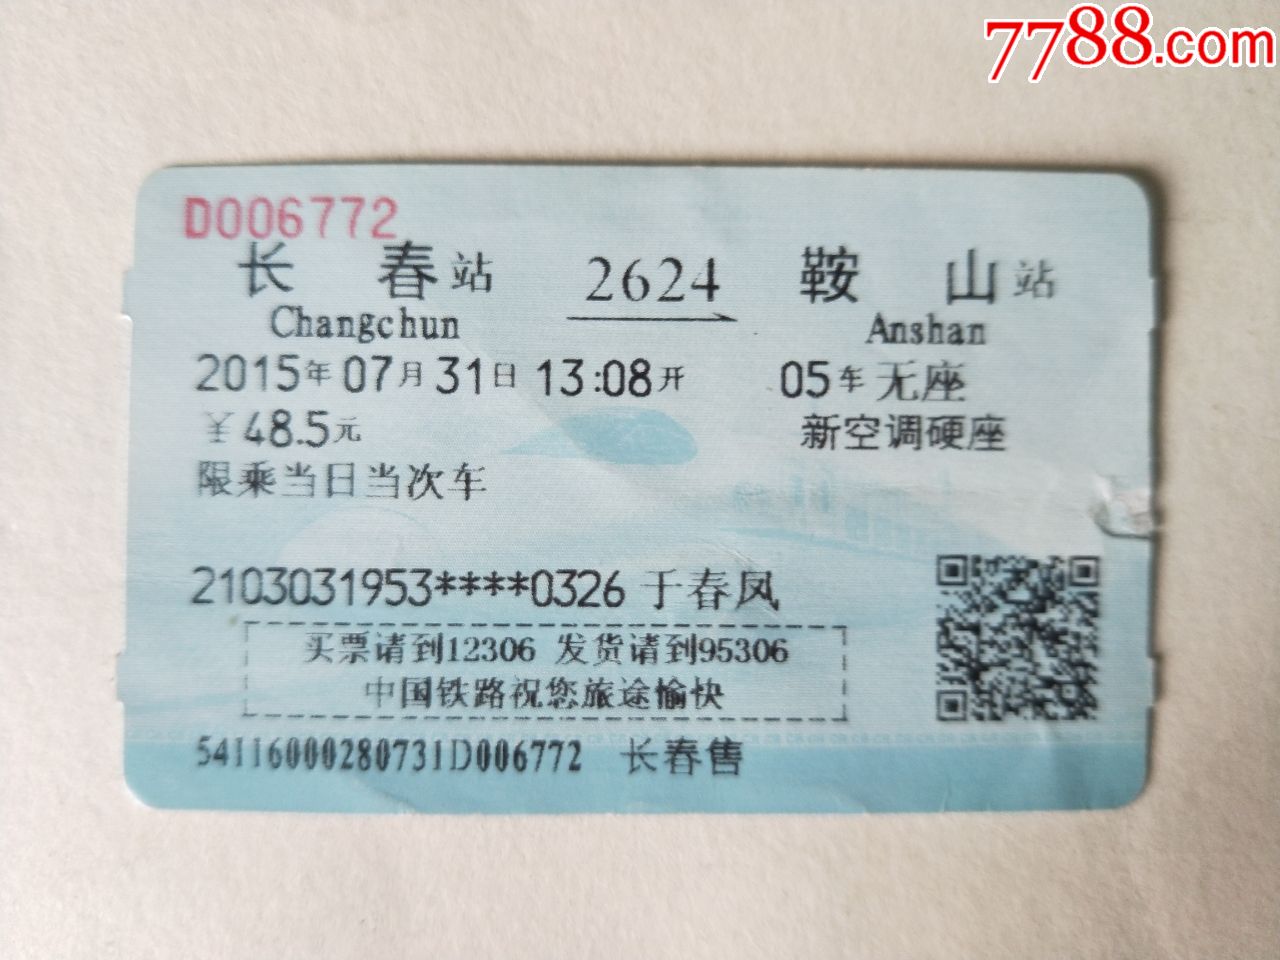 7788.com
D006772
长 春站 2624 鞍 山站
Changchun Anshan
2015年07月31日 13:08开 05车 无座
￥48.5元 新空调硬座
限乘当日当次车
2103031953****0326 于春凤
买票请到12306 发货请到95306
中国铁路祝您旅途愉快
54116000280731D006772 长春售